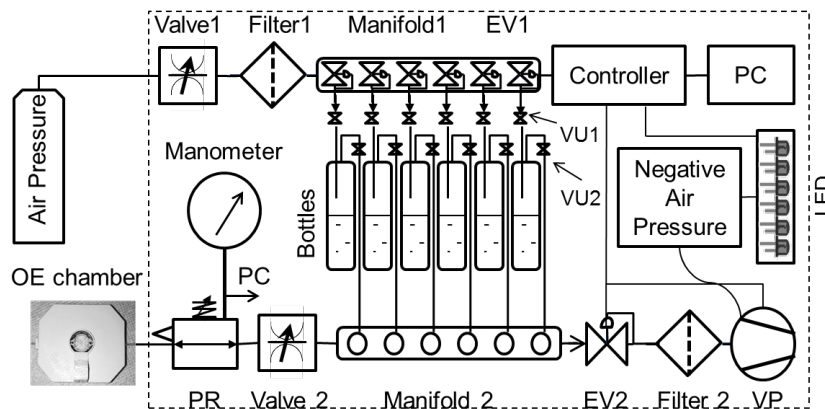 Valve1
Filter1
Manifold1
EV1
Air Pressure
Controller
PC
VU1
VU2
Manometer
Bottles
Negative
Air
Pressure
LED
OE chamber
PC
PR
Valve 2
Manifold 2
EV2
Filter 2
VP